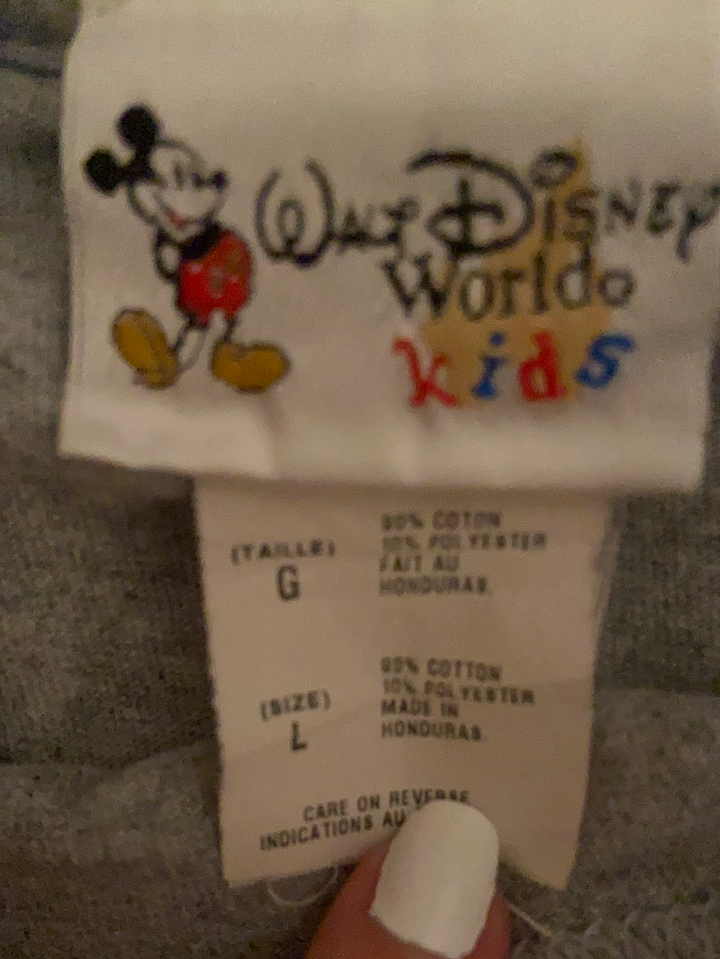 WALT DISNEY
World
kids
(TAILLE)
G
90% COTON
10% POLYESTER
FAIT AU
HONDURAS.
(SIZE)
L
90% COTTON
10% POLYESTER
MADE IN
HONDURAS.
CARE ON REVERSE
INDICATIONS AU